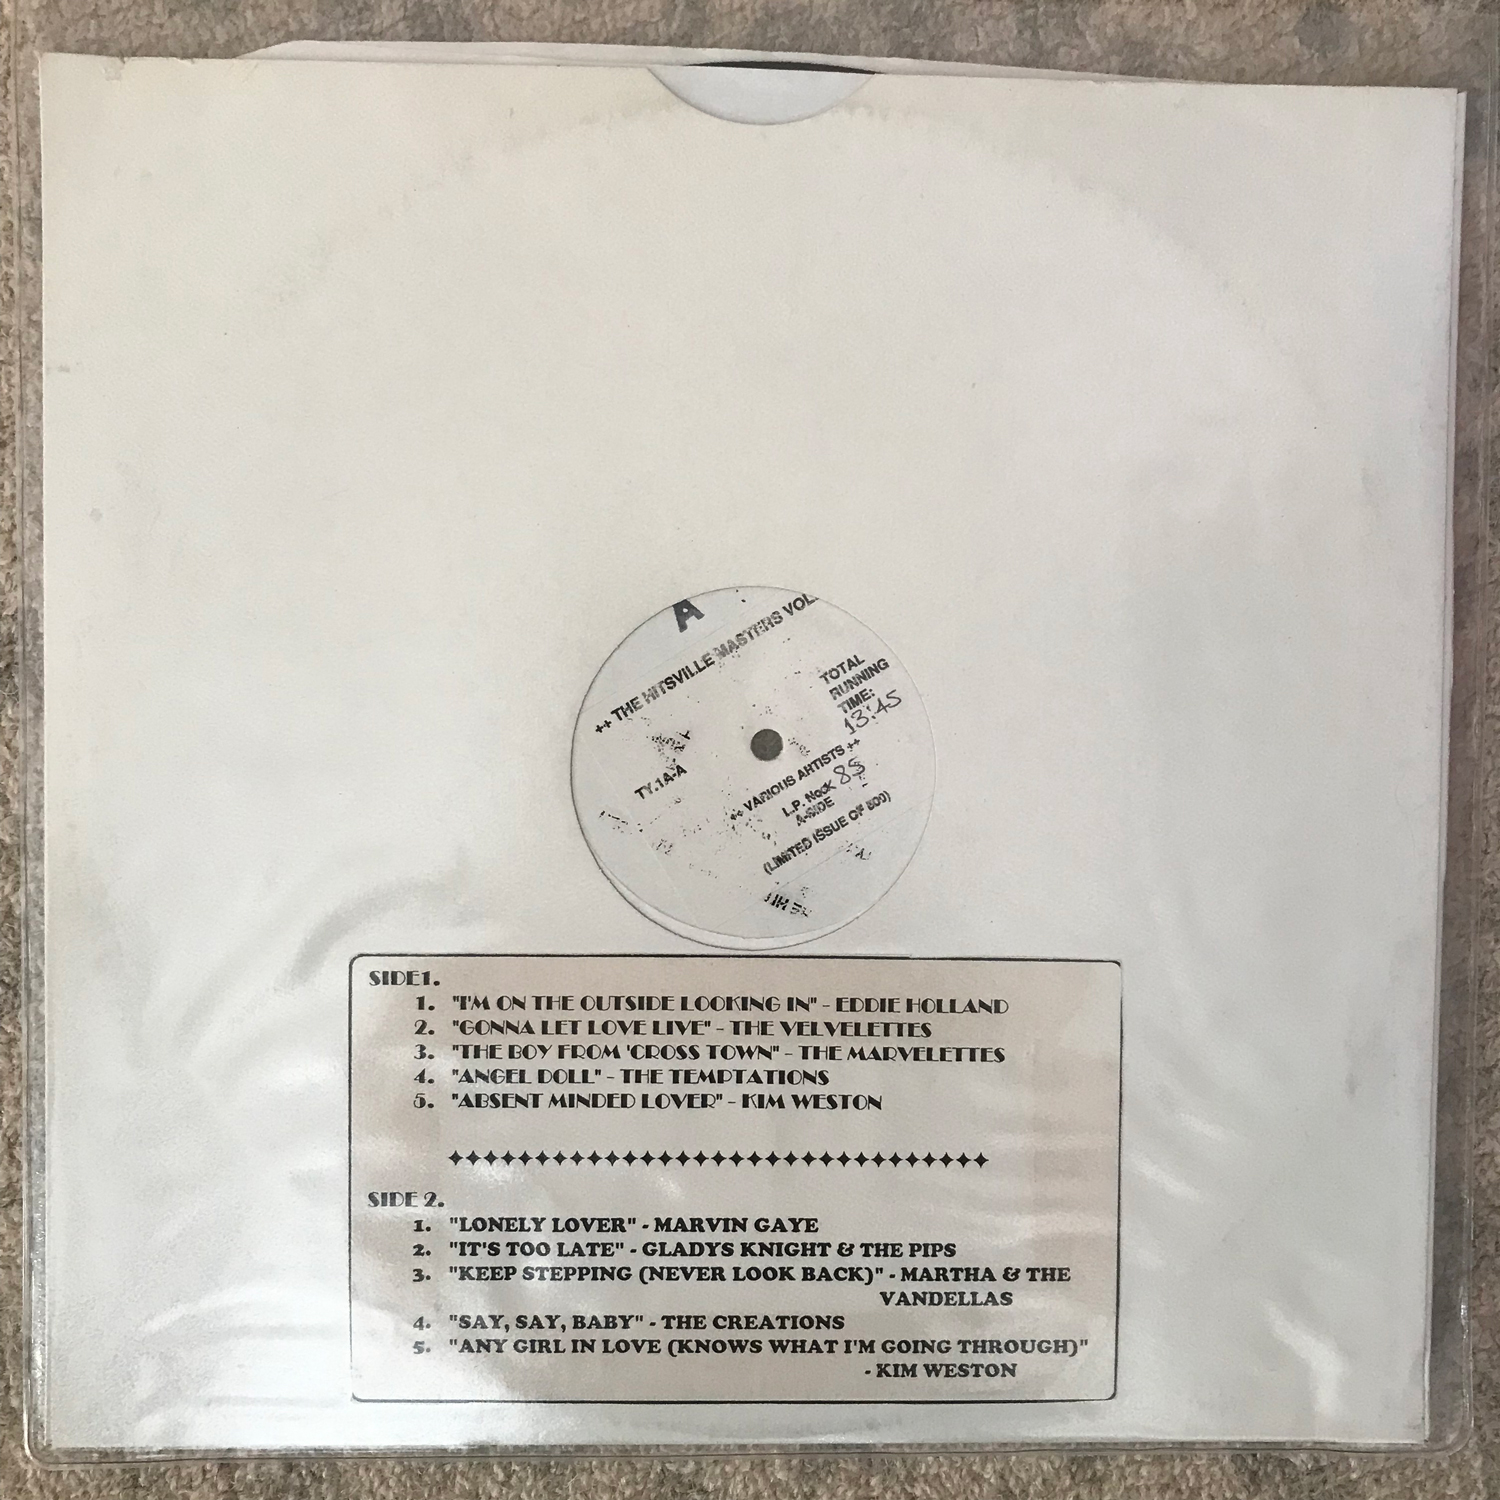 A
++ THE HITSVILLE MASTERS VOL.
TOTAL
RUNNING
TIME:
13:45
TY.1A-A
++ VARIOUS ARTISTS ++
L.P. No 85
A-SIDE
(LIMITED ISSUE OF 500)
SIDE1.
1. "I'M ON THE OUTSIDE LOOKING IN" - EDDIE HOLLAND
2. "GONNA LET LOVE LIVE" - THE VELVELETTES
3. "THE BOY FROM 'CROSS TOWN" - THE MARVELETTES
4. "ANGEL DOLL" - THE TEMPTATIONS
5. "ABSENT MINDED LOVER" - KIM WESTON
SIDE 2.
1. "LONELY LOVER" - MARVIN GAYE
2. "IT'S TOO LATE" - GLADYS KNIGHT & THE PIPS
3. "KEEP STEPPING (NEVER LOOK BACK)" - MARTHA & THE
VANDELLAS
4. "SAY, SAY, BABY" - THE CREATIONS
5. "ANY GIRL IN LOVE (KNOWS WHAT I'M GOING THROUGH)"
- KIM WESTON